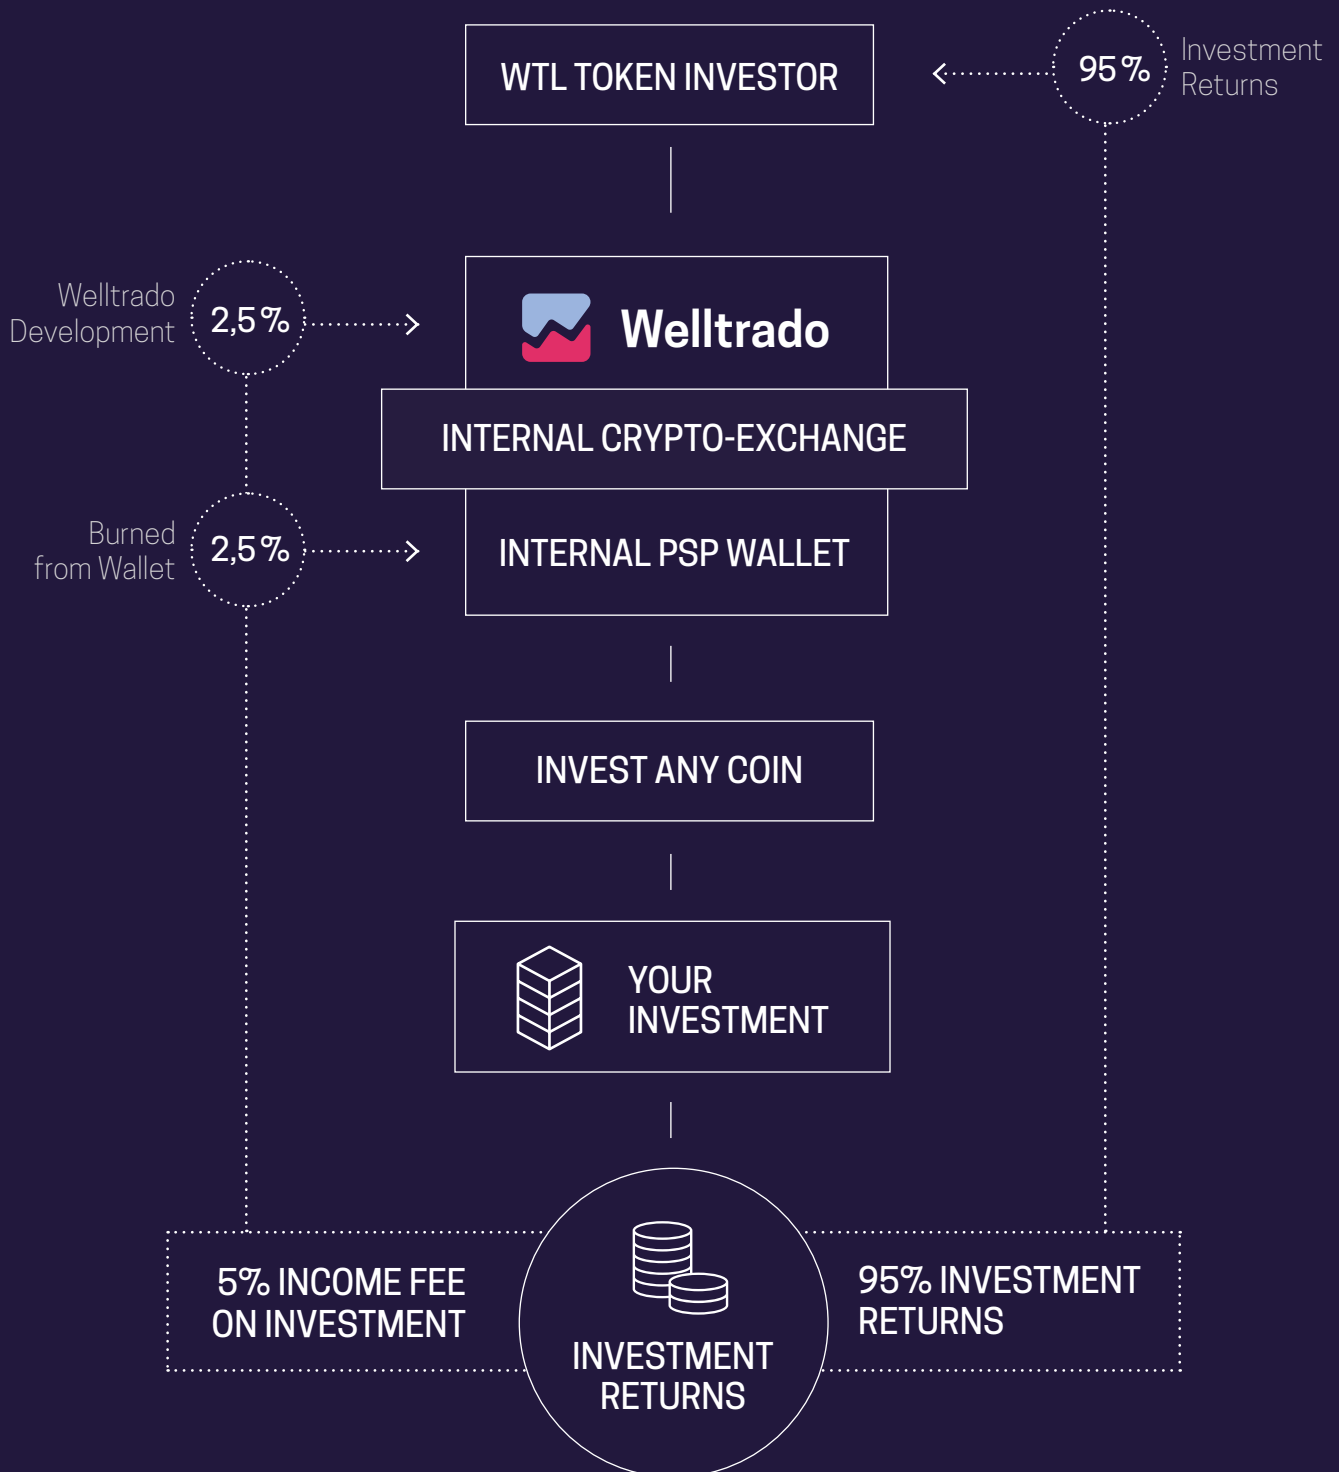 WTL TOKEN INVESTOR
95%
Investment
Returns
Welltrado
Development
2,5%
Welltrado
INTERNAL CRYPTO-EXCHANGE
Burned
from Wallet
2,5%
INTERNAL PSP WALLET
INVEST ANY COIN
YOUR
INVESTMENT
5% INCOME FEE
ON INVESTMENT
INVESTMENT
RETURNS
95% INVESTMENT
RETURNS